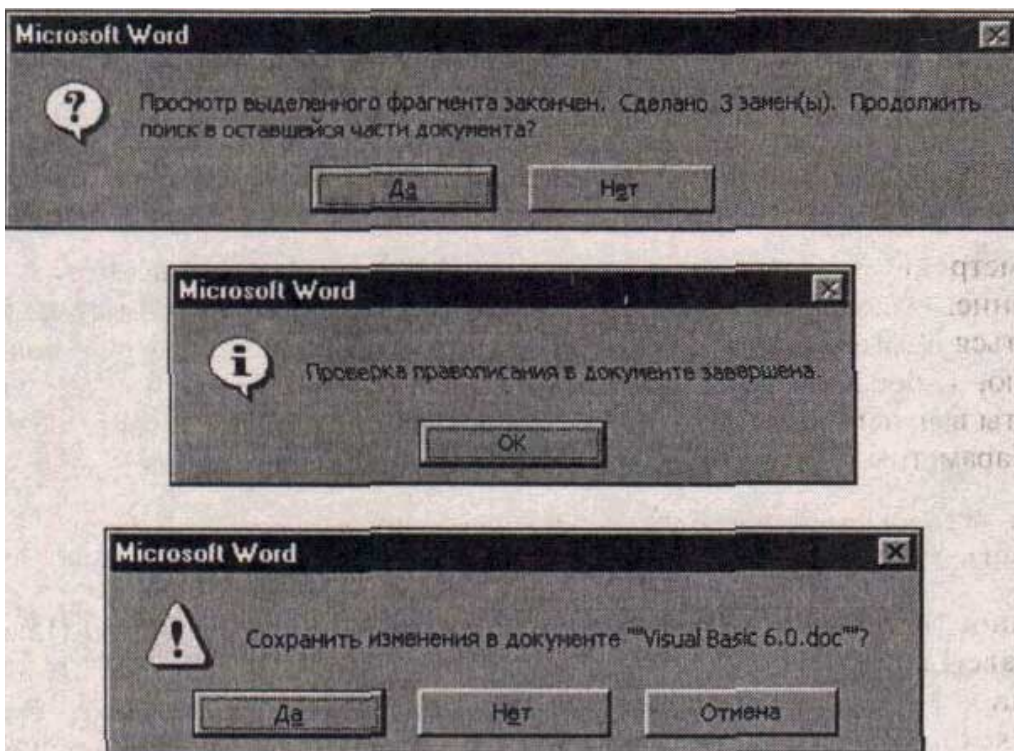 Microsoft Word
Просмотр выделенного фрагмента закончен. Сделано 3 замен(ы). Продолжить
поиск в оставшейся части документа?
Да Нет
Microsoft Word
Проверка правописания в документе завершена.
OK
Microsoft Word
Сохранить изменения в документе ""Visual Basic 6.0.doc""?
Да Нет Отмена